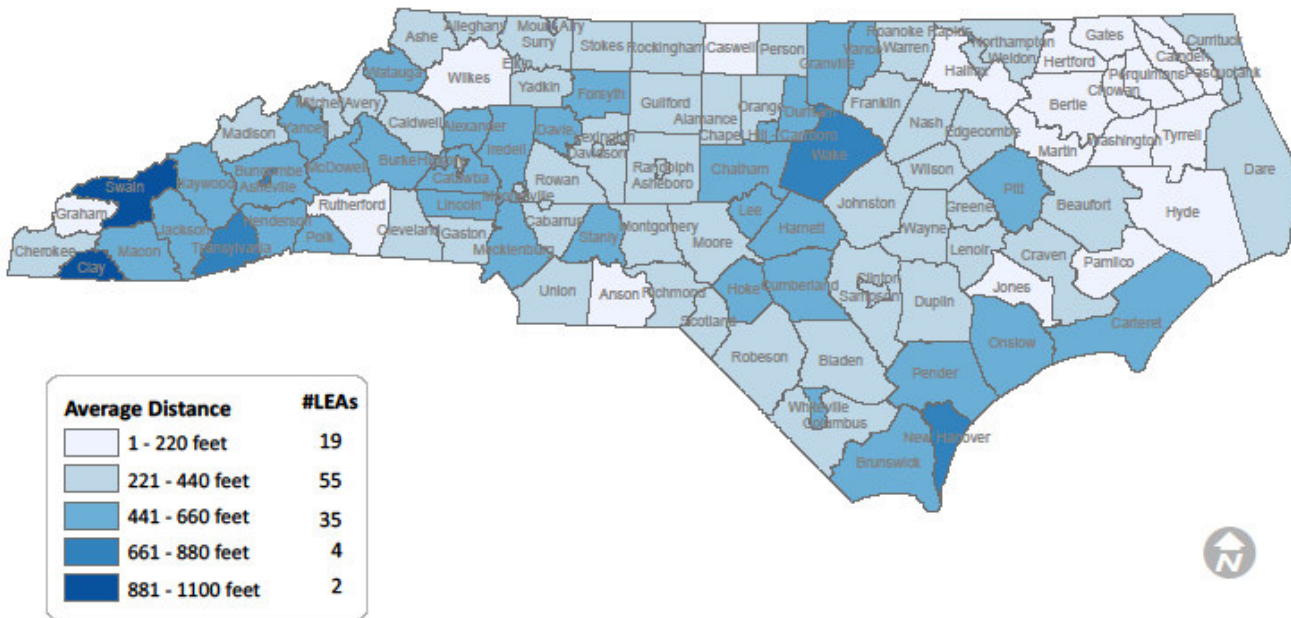 Ashe
Alleghany
Mount Airy
Surry
Stokes
Rockingham
Caswell
Person
Granville
Vance
Warren
Roanoke Rapids
Northampton
Weldon
Gates
Hertford
Camden
Currituck
Pasquotank
Perquimans
Chowan
Halifax
Bertie
Watauga
Wilkes
Elkin
Yadkin
Forsyth
Guilford
Alamance
Orange
Durham
Franklin
Nash
Edgecombe
Martin
Washington
Tyrrell
Dare
Mitchell
Avery
Yancey
Madison
Caldwell
Alexander
Iredell
Davie
Lexington
Davidson
Randolph
Asheboro
Chapel Hill - Carrboro
Chatham
Wake
Wilson
Pitt
Beaufort
Hyde
Swain
Haywood
Buncombe
Asheville
McDowell
Burke
Hickory
Catawba
Mooresville
Rowan
Graham
Jackson
Henderson
Rutherford
Lincoln
Cabarrus
Stanly
Montgomery
Moore
Lee
Harnett
Johnston
Wayne
Greene
Lenoir
Craven
Pamlico
Cherokee
Clay
Macon
Transylvania
Polk
Cleveland
Gaston
Mecklenburg
Union
Anson
Richmond
Hoke
Cumberland
Clinton
Sampson
Duplin
Jones
Carteret
Onslow
Scotland
Robeson
Bladen
Pender
Whiteville
Columbus
New Hanover
Brunswick
Average Distance #LEAs
1 - 220 feet 19
221 - 440 feet 55
441 - 660 feet 35
661 - 880 feet 4
881 - 1100 feet 2
N